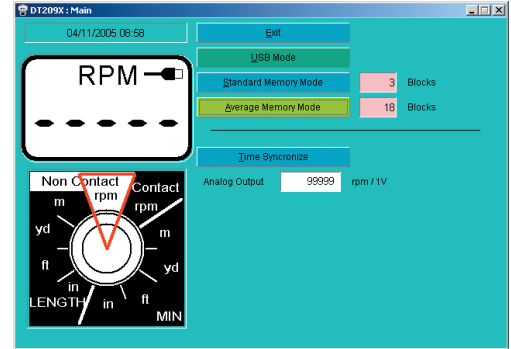 DT209X : Main
04/11/2005 08:58
Exit
USB Mode
RPM
Standard Memory Mode 3 Blocks
Average Memory Mode 18 Blocks
- - - - -
Time Syncronize
Analog Output 99999 rpm / 1V
Non Contact
Contact
m rpm rpm
yd m
ft yd
in in ft
LENGTH
MIN